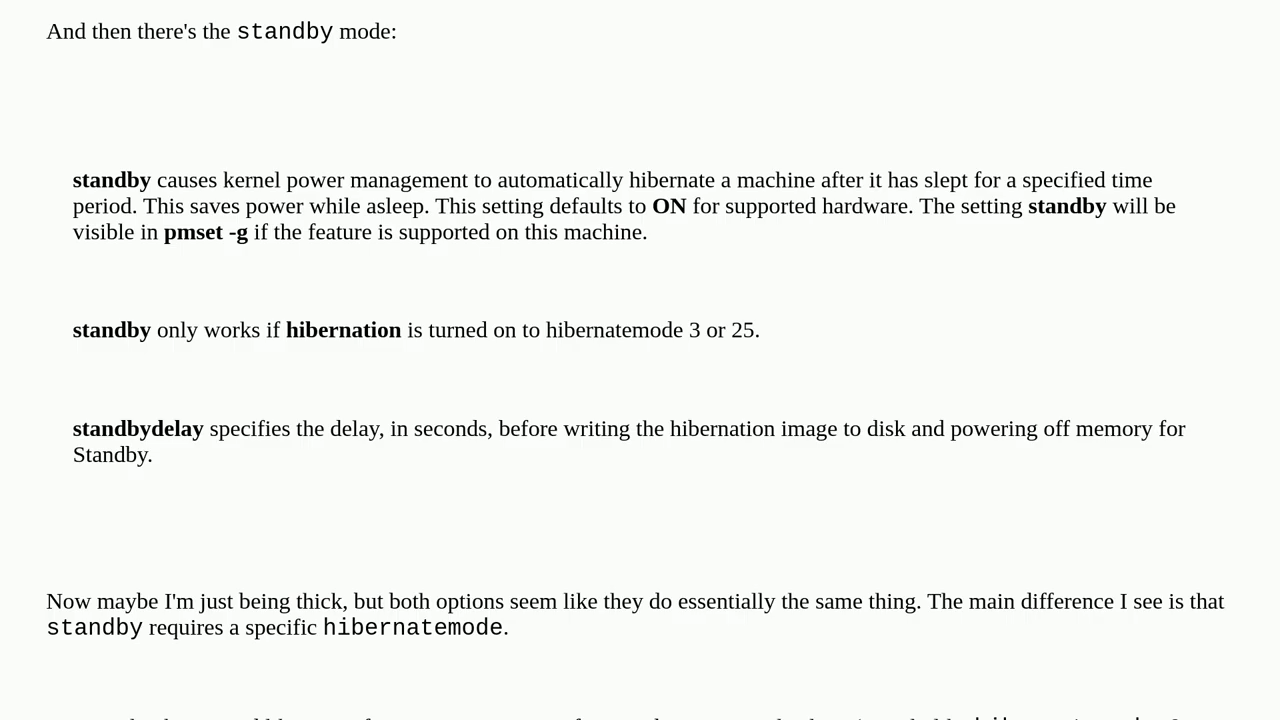 And then there's the standby mode:
standby causes kernel power management to automatically hibernate a machine after it has slept for a specified time
period. This saves power while asleep. This setting defaults to ON for supported hardware. The setting standby will be
visible in pmset -g if the feature is supported on this machine.
standby only works if hibernation is turned on to hibernatemode 3 or 25.
standbydelay specifies the delay, in seconds, before writing the hibernation image to disk and powering off memory for
Standby.
Now maybe I'm just being thick, but both options seem like they do essentially the same thing. The main difference I see is that
standby requires a specific hibernatemode.